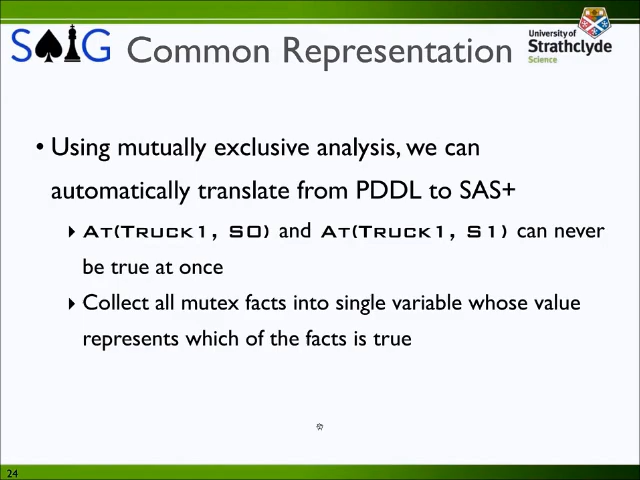 S G Common Representation
University of
Strathclyde
Science
• Using mutually exclusive analysis, we can
automatically translate from PDDL to SAS+
At(Truck1, S0) and At(Truck1, S1) can never
be true at once
Collect all mutex facts into single variable whose value
represents which of the facts is true
24